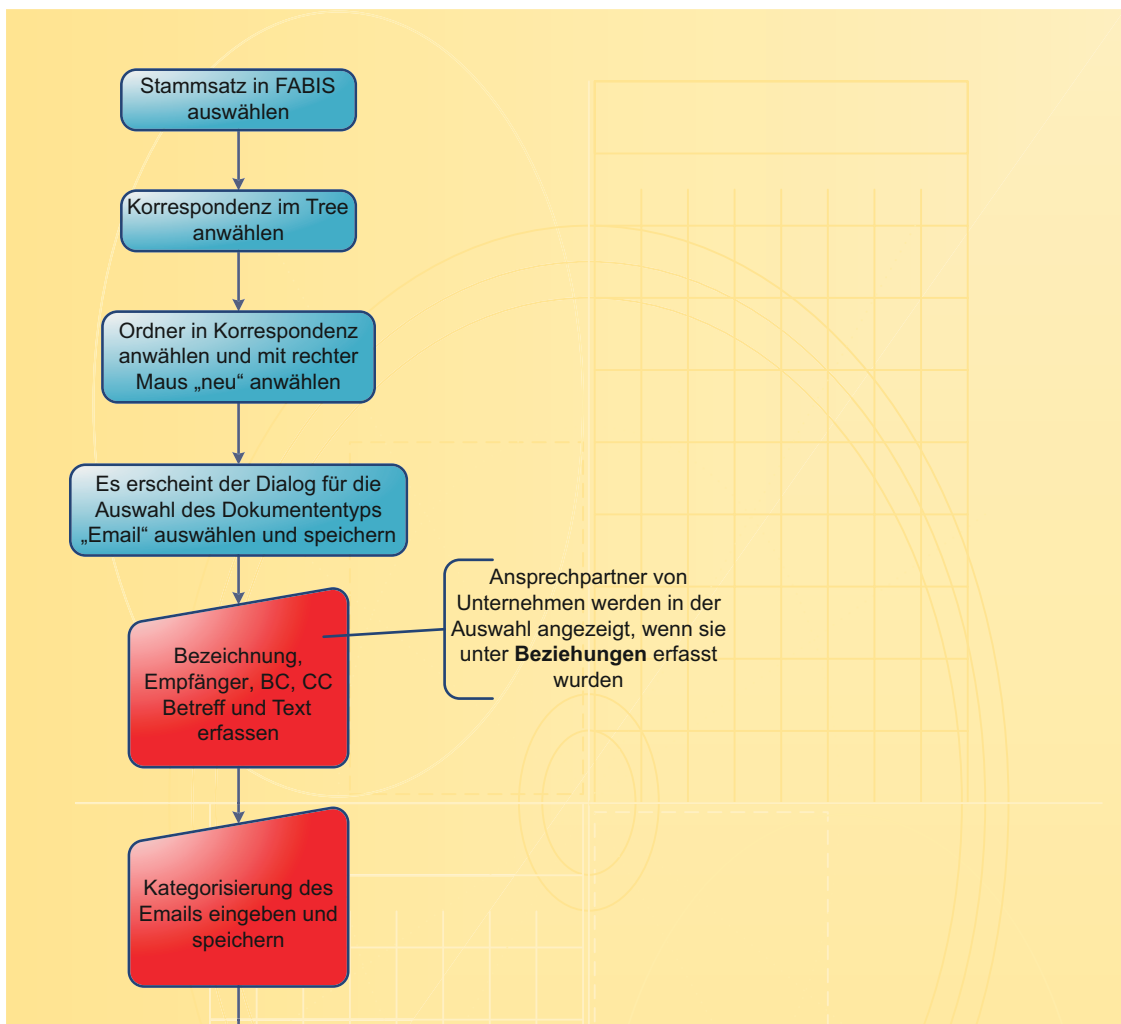 Stammsatz in FABIS
auswählen
Korrespondenz im Tree
anwählen
Ordner in Korrespondenz
anwählen und mit rechter
Maus „neu“ anwählen
Es erscheint der Dialog für die
Auswahl des Dokumententyps
„Email“ auswählen und speichern
Ansprechpartner von
Unternehmen werden in der
Auswahl angezeigt, wenn sie
unter Beziehungen erfasst
wurden
Bezeichnung,
Empfänger, BC, CC
Betreff und Text
erfassen
Kategorisierung des
Emails eingeben und
speichern